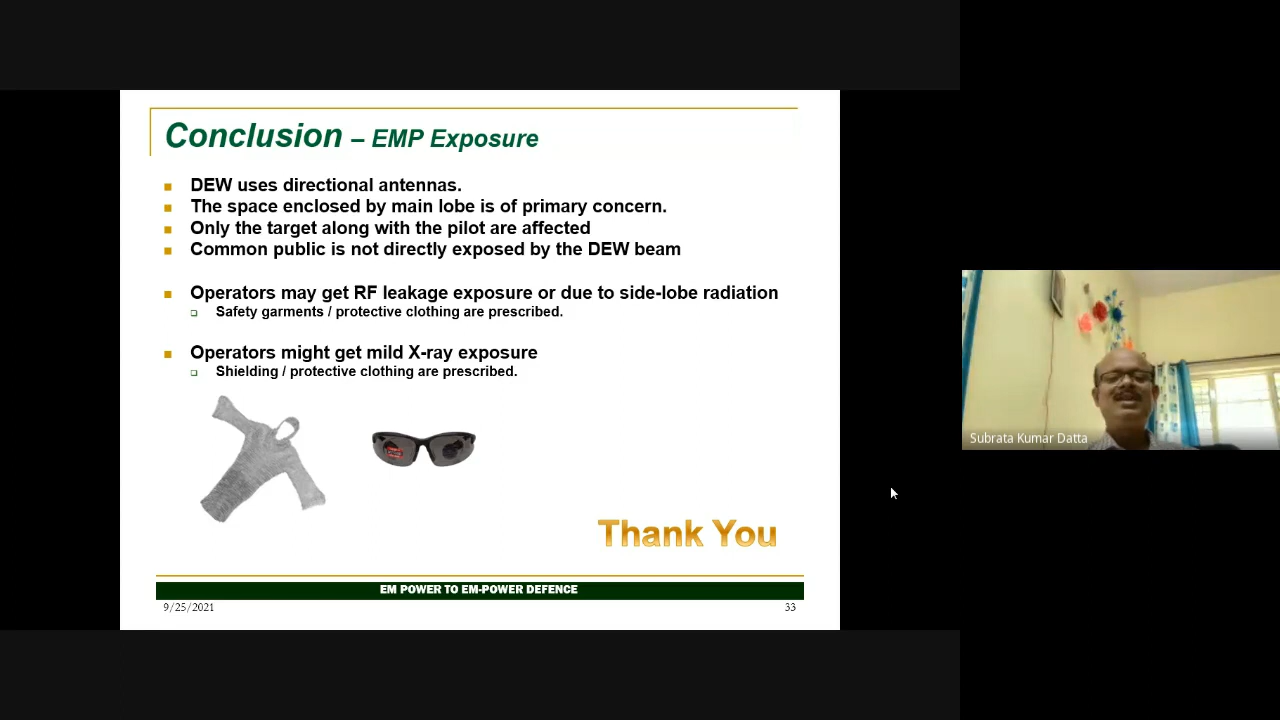 Conclusion – EMP Exposure
DEW uses directional antennas.
The space enclosed by main lobe is of primary concern.
Only the target along with the pilot are affected
Common public is not directly exposed by the DEW beam
Operators may get RF leakage exposure or due to side-lobe radiation
Safety garments / protective clothing are prescribed.
Operators might get mild X-ray exposure
Shielding / protective clothing are prescribed.
Thank You
EM POWER TO EM-POWER DEFENCE
9/25/2021
33
Subrata Kumar Datta